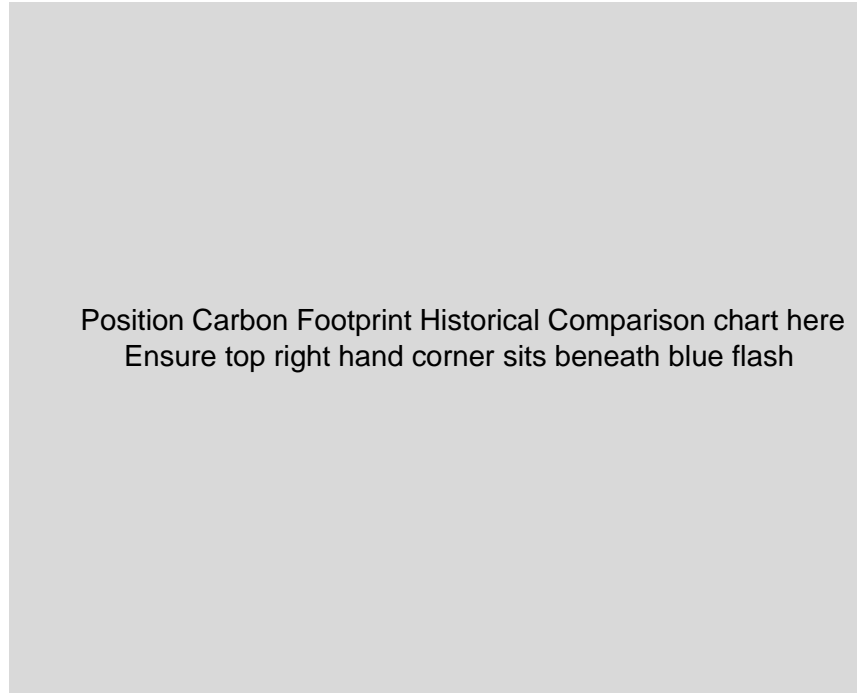 Position Carbon Footprint Historical Comparison chart here
Ensure top right hand corner sits beneath blue flash